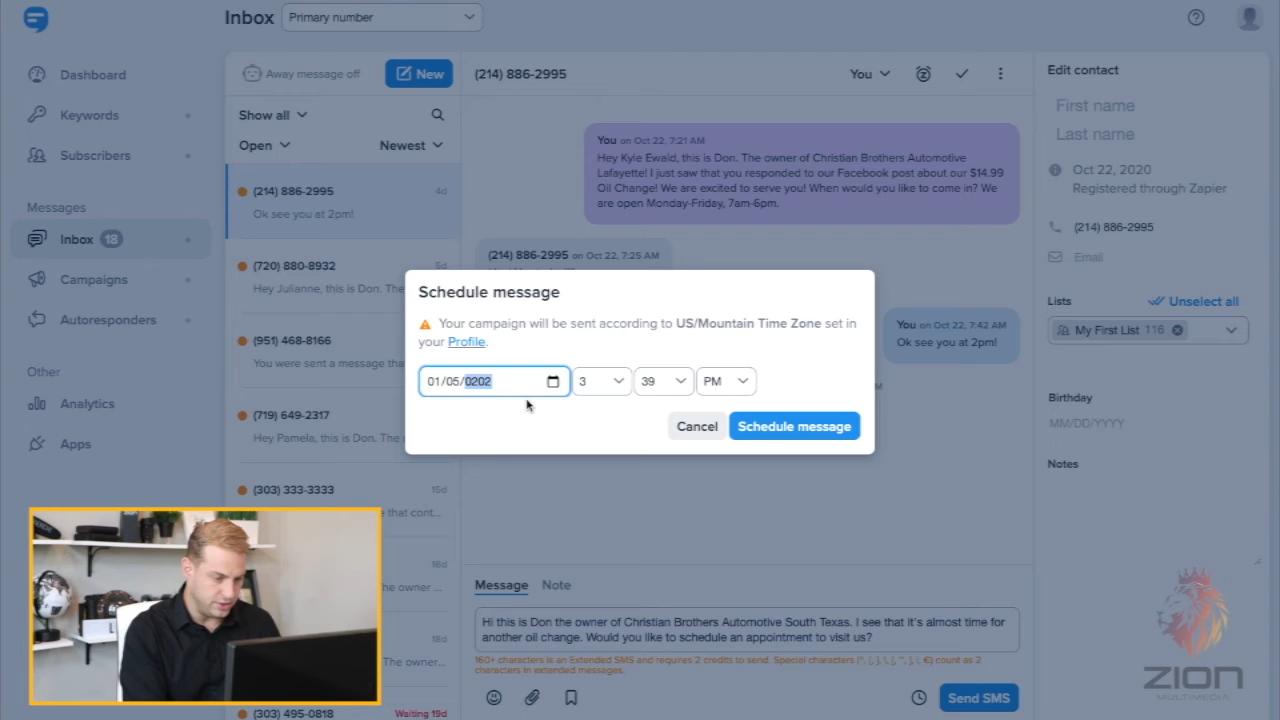 Inbox
Primary number
Dashboard
Keywords
Subscribers
Messages
Inbox 18
Campaigns
Autoresponders
Other
Analytics
Apps
Away message off
New
Show all
Open
Newest
(214) 886-2995
4d
Ok see you at 2pm!
(720) 880-8932
5d
Hey Julianne, this is Don. The
(951) 468-8166
You were sent a message tha
(719) 649-2317
Hey Pamela, this is Don. The
(303) 333-3333
15d
e that cont...
16d
he owner ...
18d
he owner...
(303) 495-0818
Waiting 19d
(214) 886-2995
You
You on Oct 22, 7:21 AM
Hey Kyle Ewald, this is Don. The owner of Christian Brothers Automotive
Lafayette! I just saw that you responded to our Facebook post about our $14.99
Oil Change! We are excited to serve you! When would you like to come in? We
are open Monday-Friday, 7am-6pm.
(214) 886-2995 on Oct 22, 7:25 AM
You on Oct 22, 7:42 AM
Ok see you at 2pm!
Schedule message
Your campaign will be sent according to US/Mountain Time Zone set in
your Profile.
01/05/0202
3
39
PM
Cancel
Schedule message
Message
Note
Hi this is Don the owner of Christian Brothers Automotive South Texas. I see that it's almost time for
another oil change. Would you like to schedule an appointment to visit us?
160+ characters is an Extended SMS and requires 2 credits to send. Special characters
count as 2
characters in extended messages.
Send SMS
Edit contact
First name
Last name
Oct 22, 2020
Registered through Zapier
(214) 886-2995
Email
Lists
Unselect all
My First List 116
Birthday
MM/DD/YYYY
Notes
ZION
MULTIMEDIA